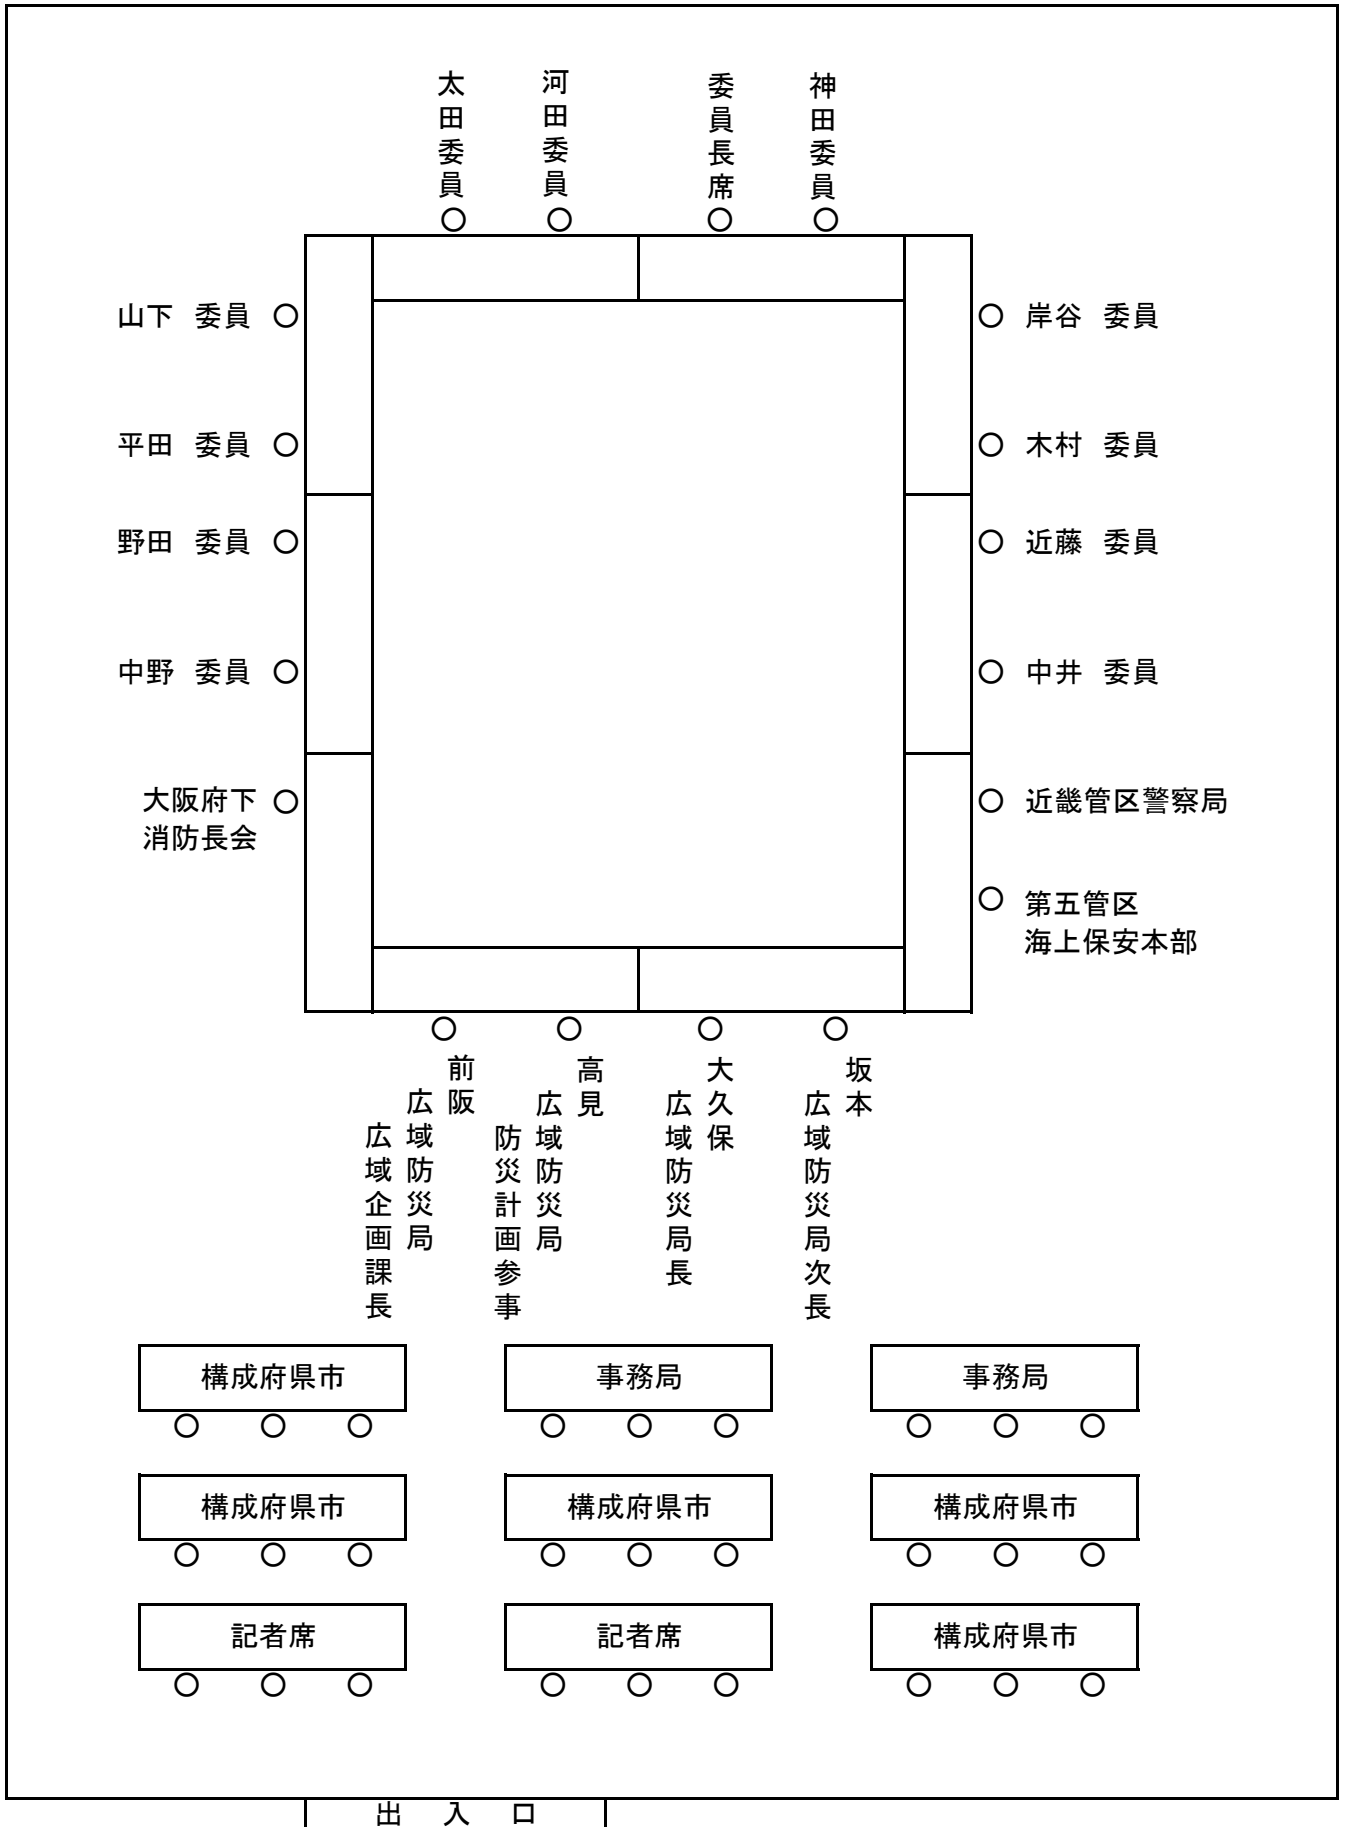 太田委員
河田委員
委員長席
神田委員
山下 委員
岸谷 委員
平田 委員
木村 委員
野田 委員
近藤 委員
中野 委員
中井 委員
大阪府下
消防長会
近畿管区警察局
第五管区
海上保安本部
前阪
広域防災局
広域企画課長
高見
広域防災局
防災計画参事
大久保
広域防災局長
坂本
広域防災局次長
構成府県市
事務局
事務局
構成府県市
構成府県市
構成府県市
記者席
記者席
構成府県市
出 入 口